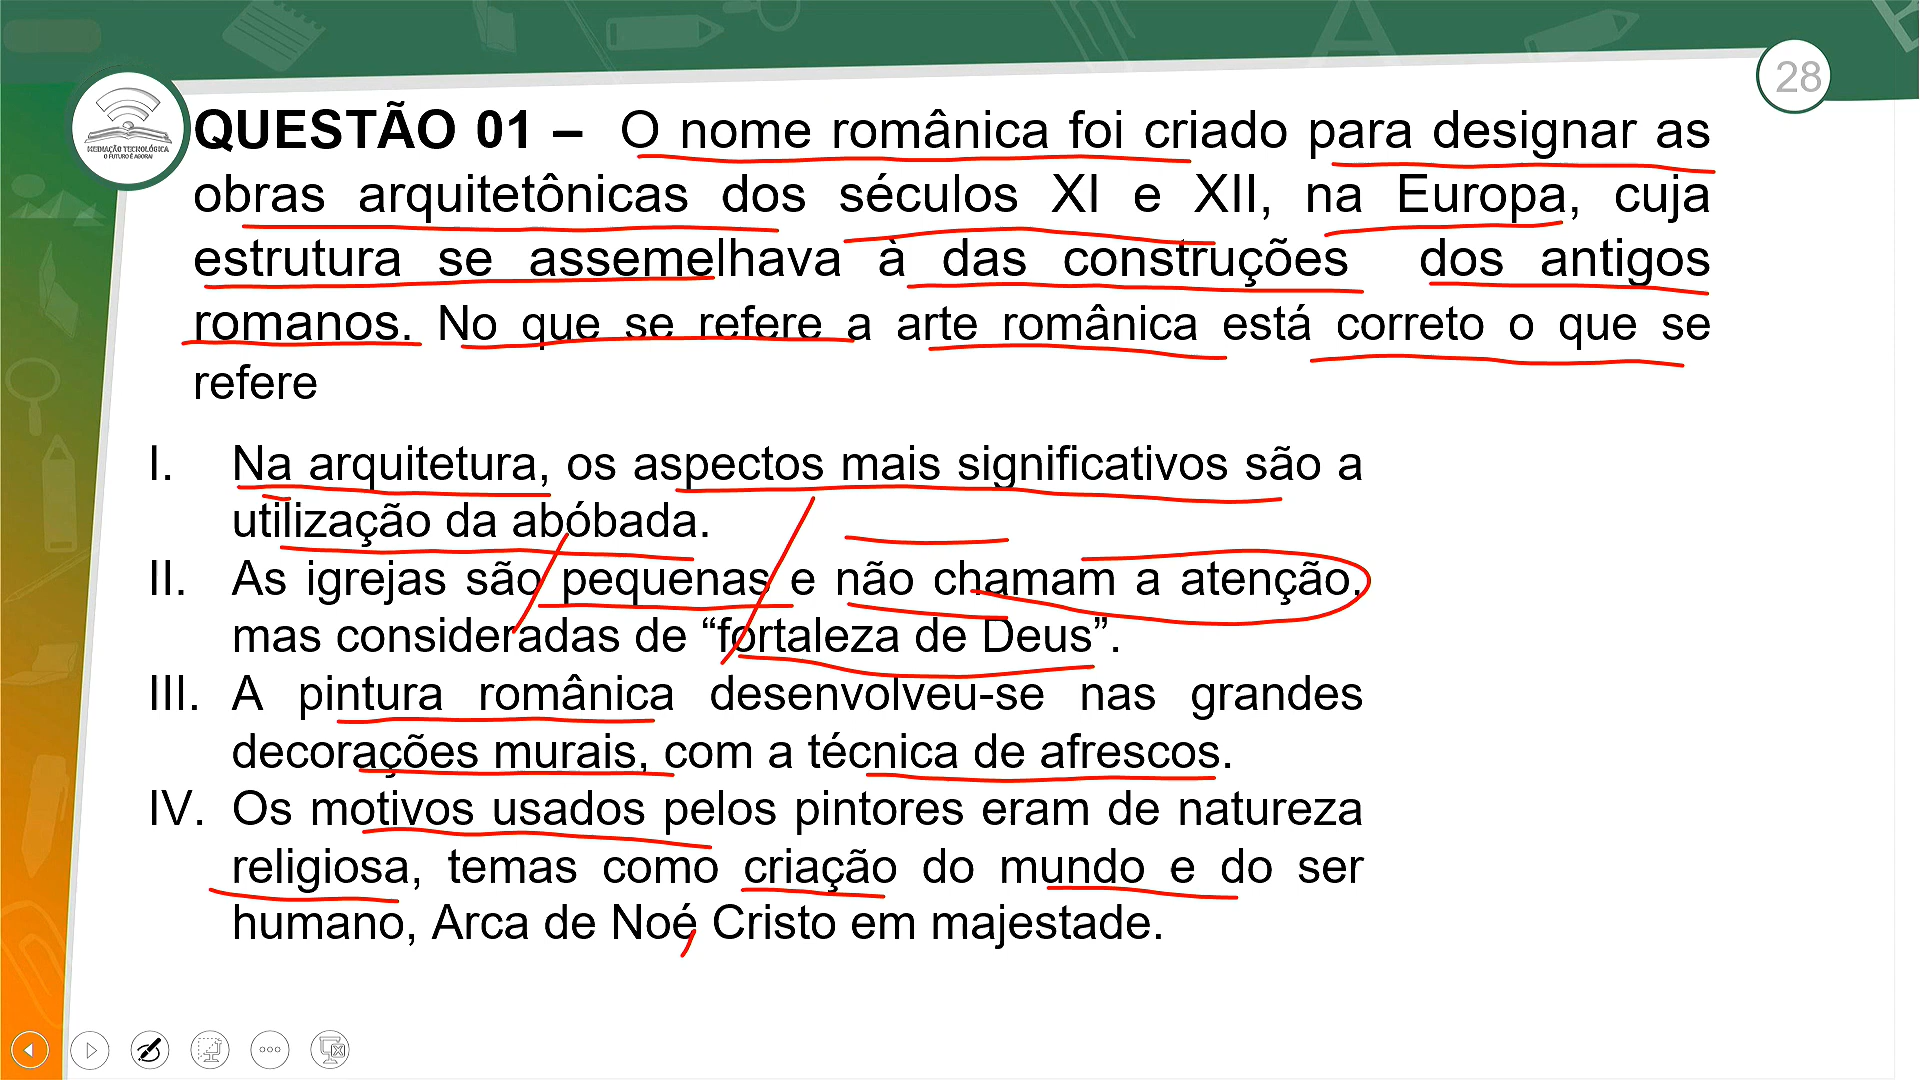 28
MEDIAÇÃO TECNOLÓGICA
O FUTURO É AGORA!
QUESTÃO 01 – O nome românica foi criado para designar as
obras arquitetônicas dos séculos XI e XII, na Europa, cuja
estrutura se assemelhava à das construções dos antigos
romanos. No que se refere a arte românica está correto o que se
refere
I. Na arquitetura, os aspectos mais significativos são a
utilização da abóbada.
II. As igrejas são pequenas e não chamam a atenção,
mas consideradas de “fortaleza de Deus”.
III. A pintura românica desenvolveu-se nas grandes
decorações murais, com a técnica de afrescos.
IV. Os motivos usados pelos pintores eram de natureza
religiosa, temas como criação do mundo e do ser
humano, Arca de Noé, Cristo em majestade.